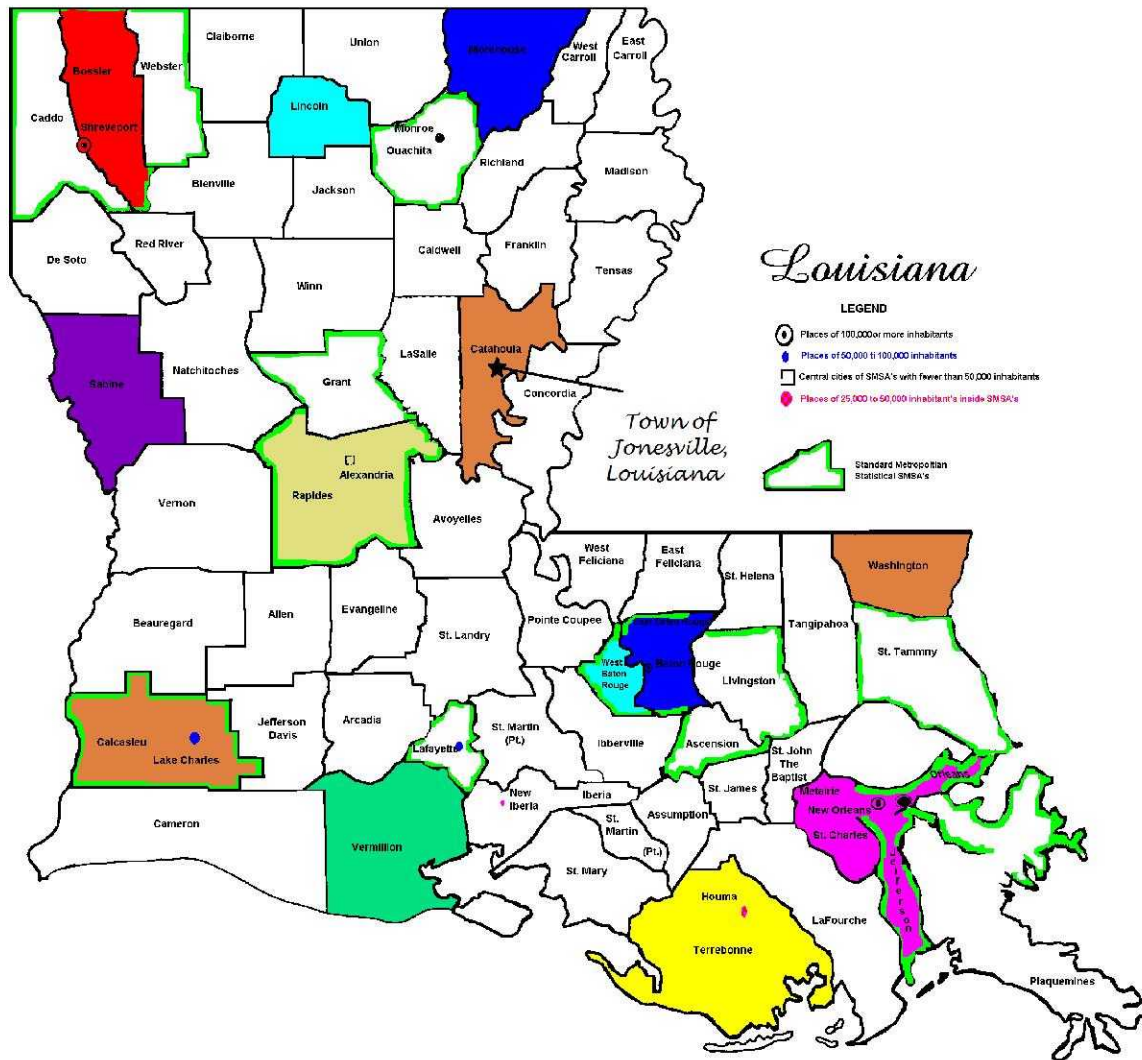 Claiborne
Union
Morehouse
West
Carroll
East
Carroll
Bossier
Webster
Lincoln
Caddo
Shreveport
Monroe
Ouachita
Richland
Madison
Bienville
Jackson
Red River
De Soto
Caldwell
Franklin
Tensas
Winn
Louisiana
LEGEND
Places of 100,000or more inhabitants
Places of 50,000 ti 100,000 inhabitants
Central cities of SMSA's with fewer than 50,000 inhabitants
Places of 25,000 to 50,000 inhabitant's inside SMSA's
Standard Metropoltian
Statistical SMSA's
Sabine
Natchitoches
Grant
LaSalle
Catahoula
Concordia
Town of
Jonesville,
Louisiana
Alexandria
Rapides
Vernon
Avoyelles
West
Feliciana
East
Feliciana
St. Helena
Washington
Beauregard
Allen
Evangeline
St. Landry
Pointe Coupee
Tangipahoa
St. Tammny
West
Baton
Rouge
Baton Rouge
Livingston
Calcasieu
Lake Charles
Jefferson
Davis
Arcadia
Lafayette
St. Martin
(Pt.)
Ibberville
Ascension
St. John
The
Baptist
Orleans
Metairie
New Orleans
St. Charles
Jefferson
Cameron
Vermillion
New
Iberia
Iberia
St.
Martin
(Pt.)
Assumption
St. James
St. Mary
Houma
Terrebonne
LaFourche
Plaquemines